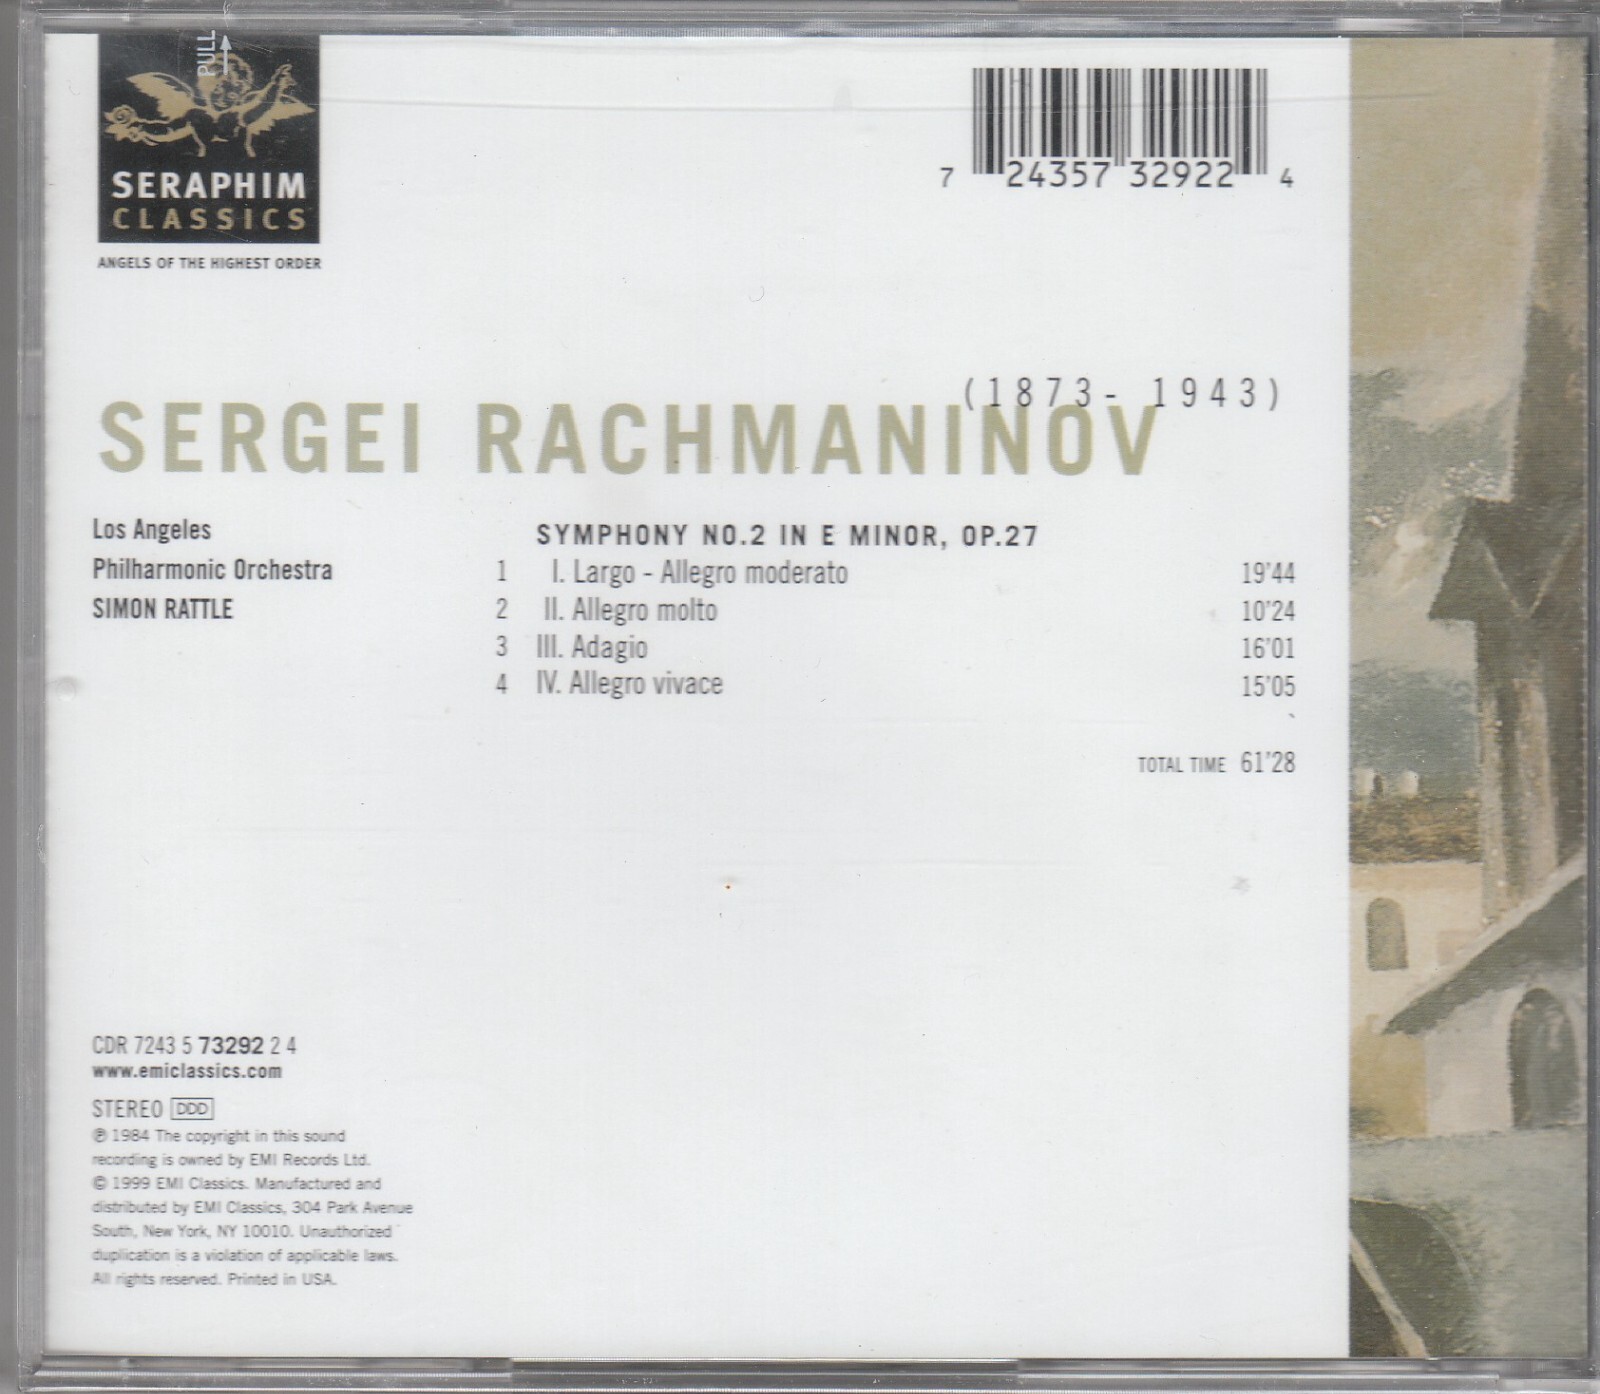 PULL
SERAPHIM
CLASSICS
ANGELS OF THE HIGHEST ORDER
7 24357 32922 4
(1873- 1943)
SERGEI RACHMANINOV
Los Angeles
Philharmonic Orchestra
SIMON RATTLE
SYMPHONY NO.2 IN E MINOR, OP.27
1 I. Largo - Allegro moderato 19'44
2 II. Allegro molto 10'24
3 III. Adagio 16'01
4 IV. Allegro vivace 15'05
TOTAL TIME 61'28
CDR 7243 5 73292 2 4
www.emiclassics.com
STEREO DDD
℗ 1984 The copyright in this sound
recording is owned by EMI Records Ltd.
© 1999 EMI Classics. Manufactured and
distributed by EMI Classics, 304 Park Avenue
South, New York, NY 10010. Unauthorized
duplication is a violation of applicable laws.
All rights reserved. Printed in USA.